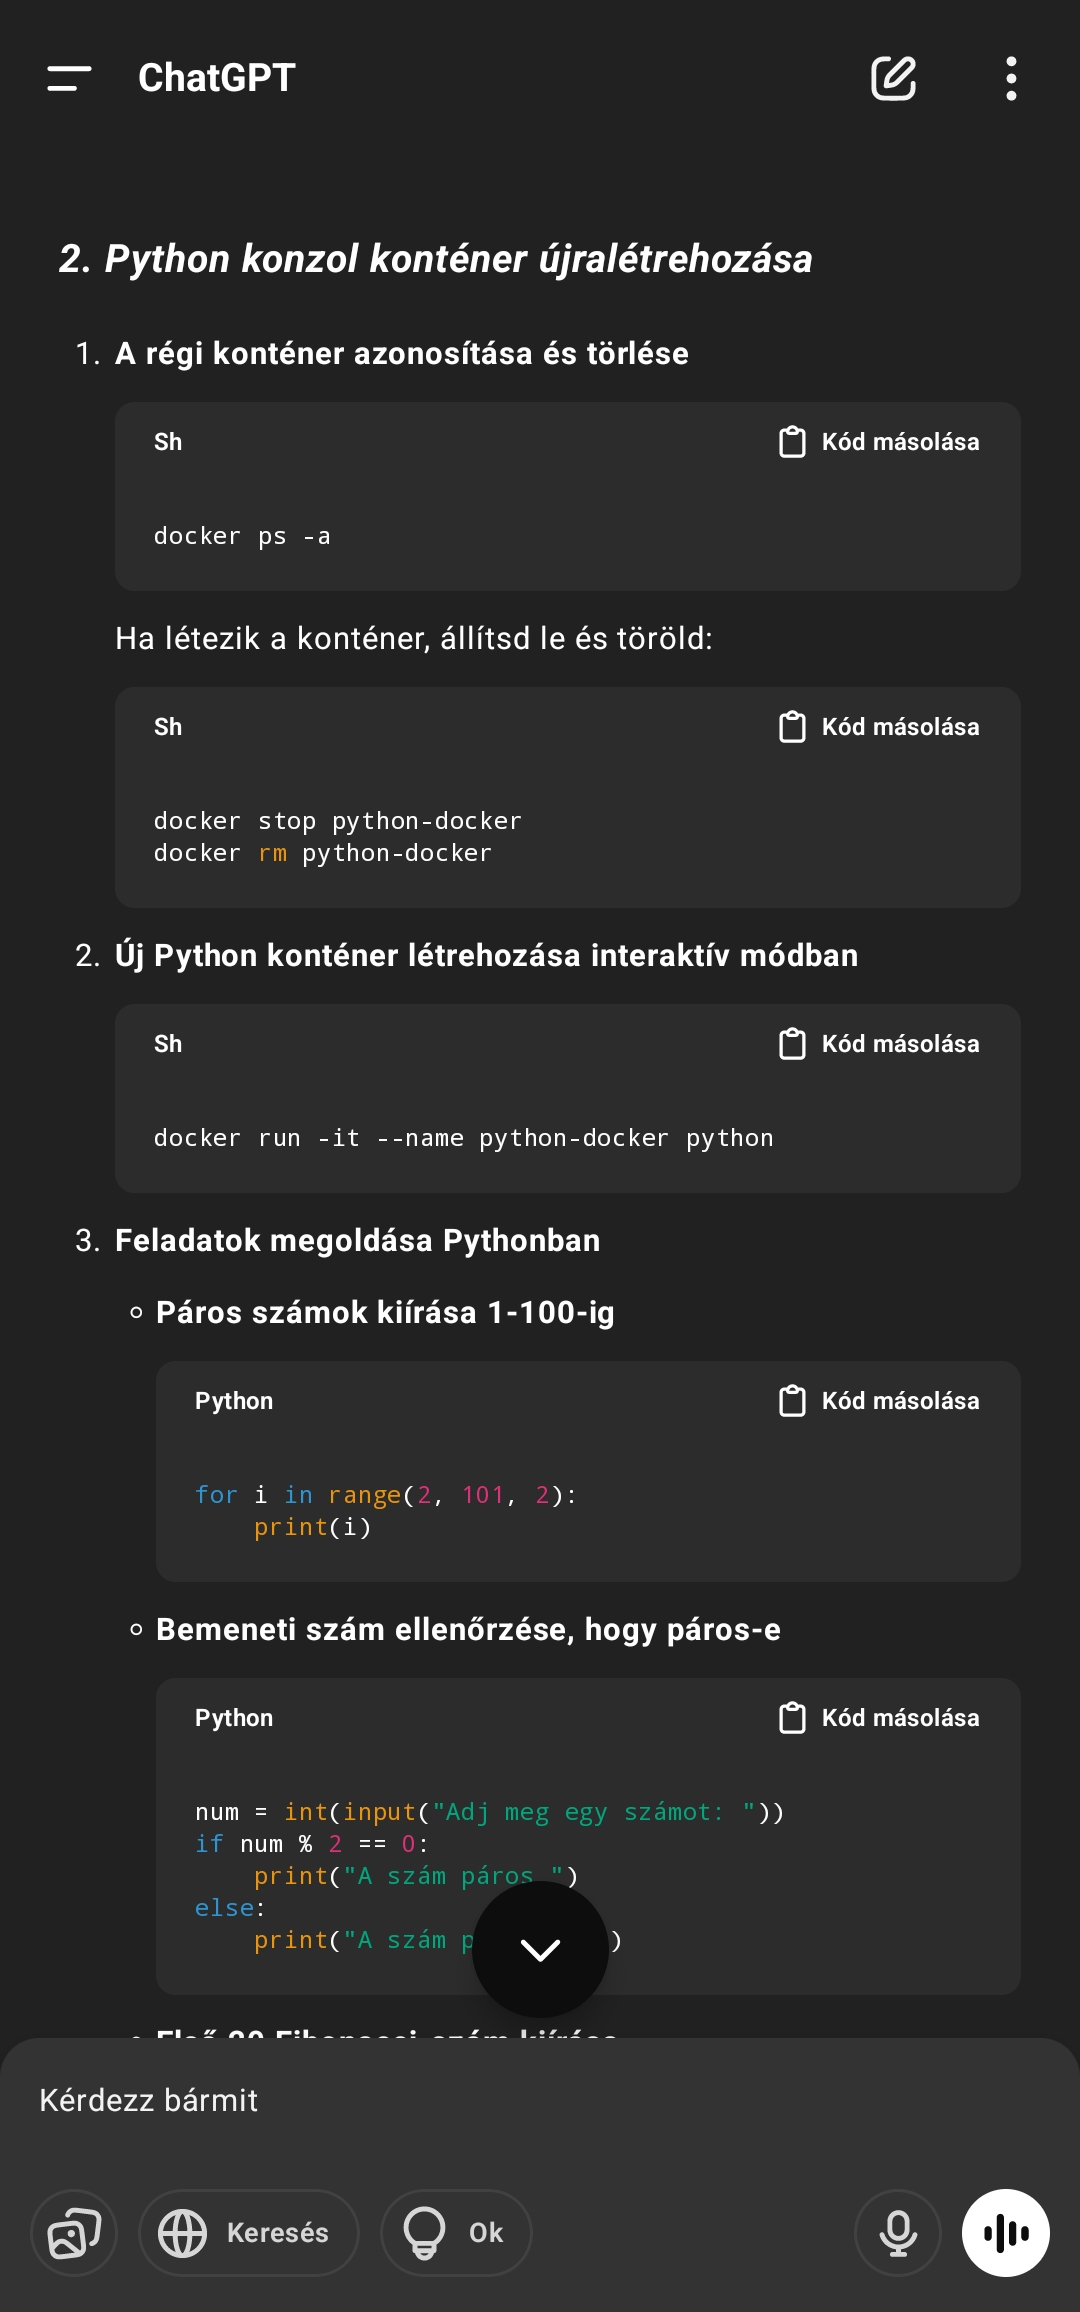 ChatGPT
2. Python konzol konténer újralétrehozása
1. A régi konténer azonosítása és törlése
Sh
Kód másolása
docker ps -a
Ha létezik a konténer, állítsd le és töröld:
Sh
Kód másolása
docker stop python-docker
docker rm python-docker
2. Új Python konténer létrehozása interaktív módban
Sh
Kód másolása
docker run -it --name python-docker python
3. Feladatok megoldása Pythonban
Páros számok kiírása 1-100-ig
Python
Kód másolása
for i in range(2, 101, 2):
    print(i)
Bemeneti szám ellenőrzése, hogy páros-e
Python
Kód másolása
num = int(input("Adj meg egy számot: "))
if num % 2 == 0:
    print("A szám páros ")
else:
    print("A szám )
Első 20 Fibonacci-szám kiírása
Kérdezz bármit
Keresés
Ok